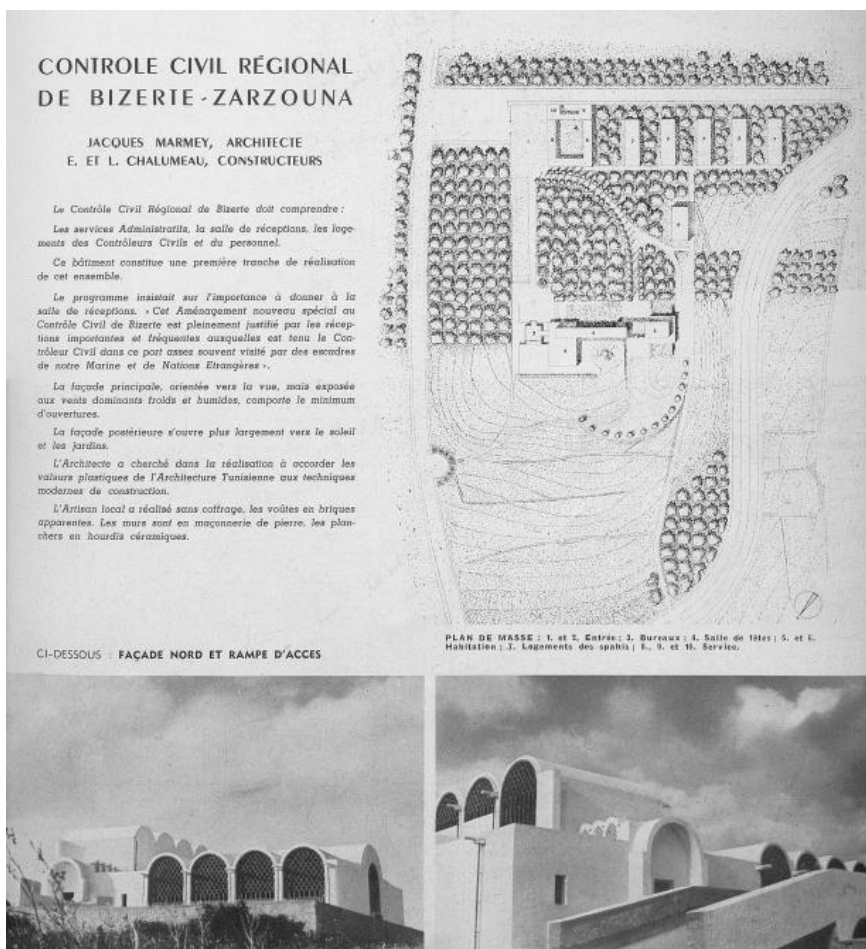 CONTROLE CIVIL RÉGIONAL
DE BIZERTE-ZARZOUNA
JACQUES MARMEY, ARCHITECTE
E. ET L. CHALUMEAU, CONSTRUCTEURS
Le Contrôle Civil Régional de Bizerte doit comprendre :
Les services Administratifs, la salle de réceptions, les loge-
ments des Contrôleurs Civils et du personnel.
Ce bâtiment constitue une première tranche de réalisation
de cet ensemble.
Le programme insistait sur l'importance à donner à la
salle de réceptions. « Cet Aménagement nouveau spécial au
Contrôle Civil de Bizerte est pleinement justifié par les récep-
tions importantes et fréquentes auxquelles est tenu le Con-
trôleur Civil dans ce port assez souvent visité par des escadres
de notre Marine et de Nations Etrangères ».
La façade principale, orientée vers la vue, mais exposée
aux vents dominants froids et humides, comporte le minimum
d'ouvertures.
La façade postérieure s'ouvre plus largement vers le soleil
et les jardins.
L'Architecte a cherché dans la réalisation à accorder les
valeurs plastiques de l'Architecture Tunisienne aux techniques
modernes de construction.
L'Artisan local a réalisé sans coffrage, les voûtes en briques
apparentes. Les murs sont en maçonnerie de pierre, les plan-
chers en hourdis céramiques.
PLAN DE MASSE : 1. et 2. Entrée ; 3. Bureaux ; 4. Salle de fêtes ; 5. et 6.
Habitation ; 7. Logements des spahis ; 8., 9. et 10. Service.
CI-DESSOUS : FAÇADE NORD ET RAMPE D'ACCES